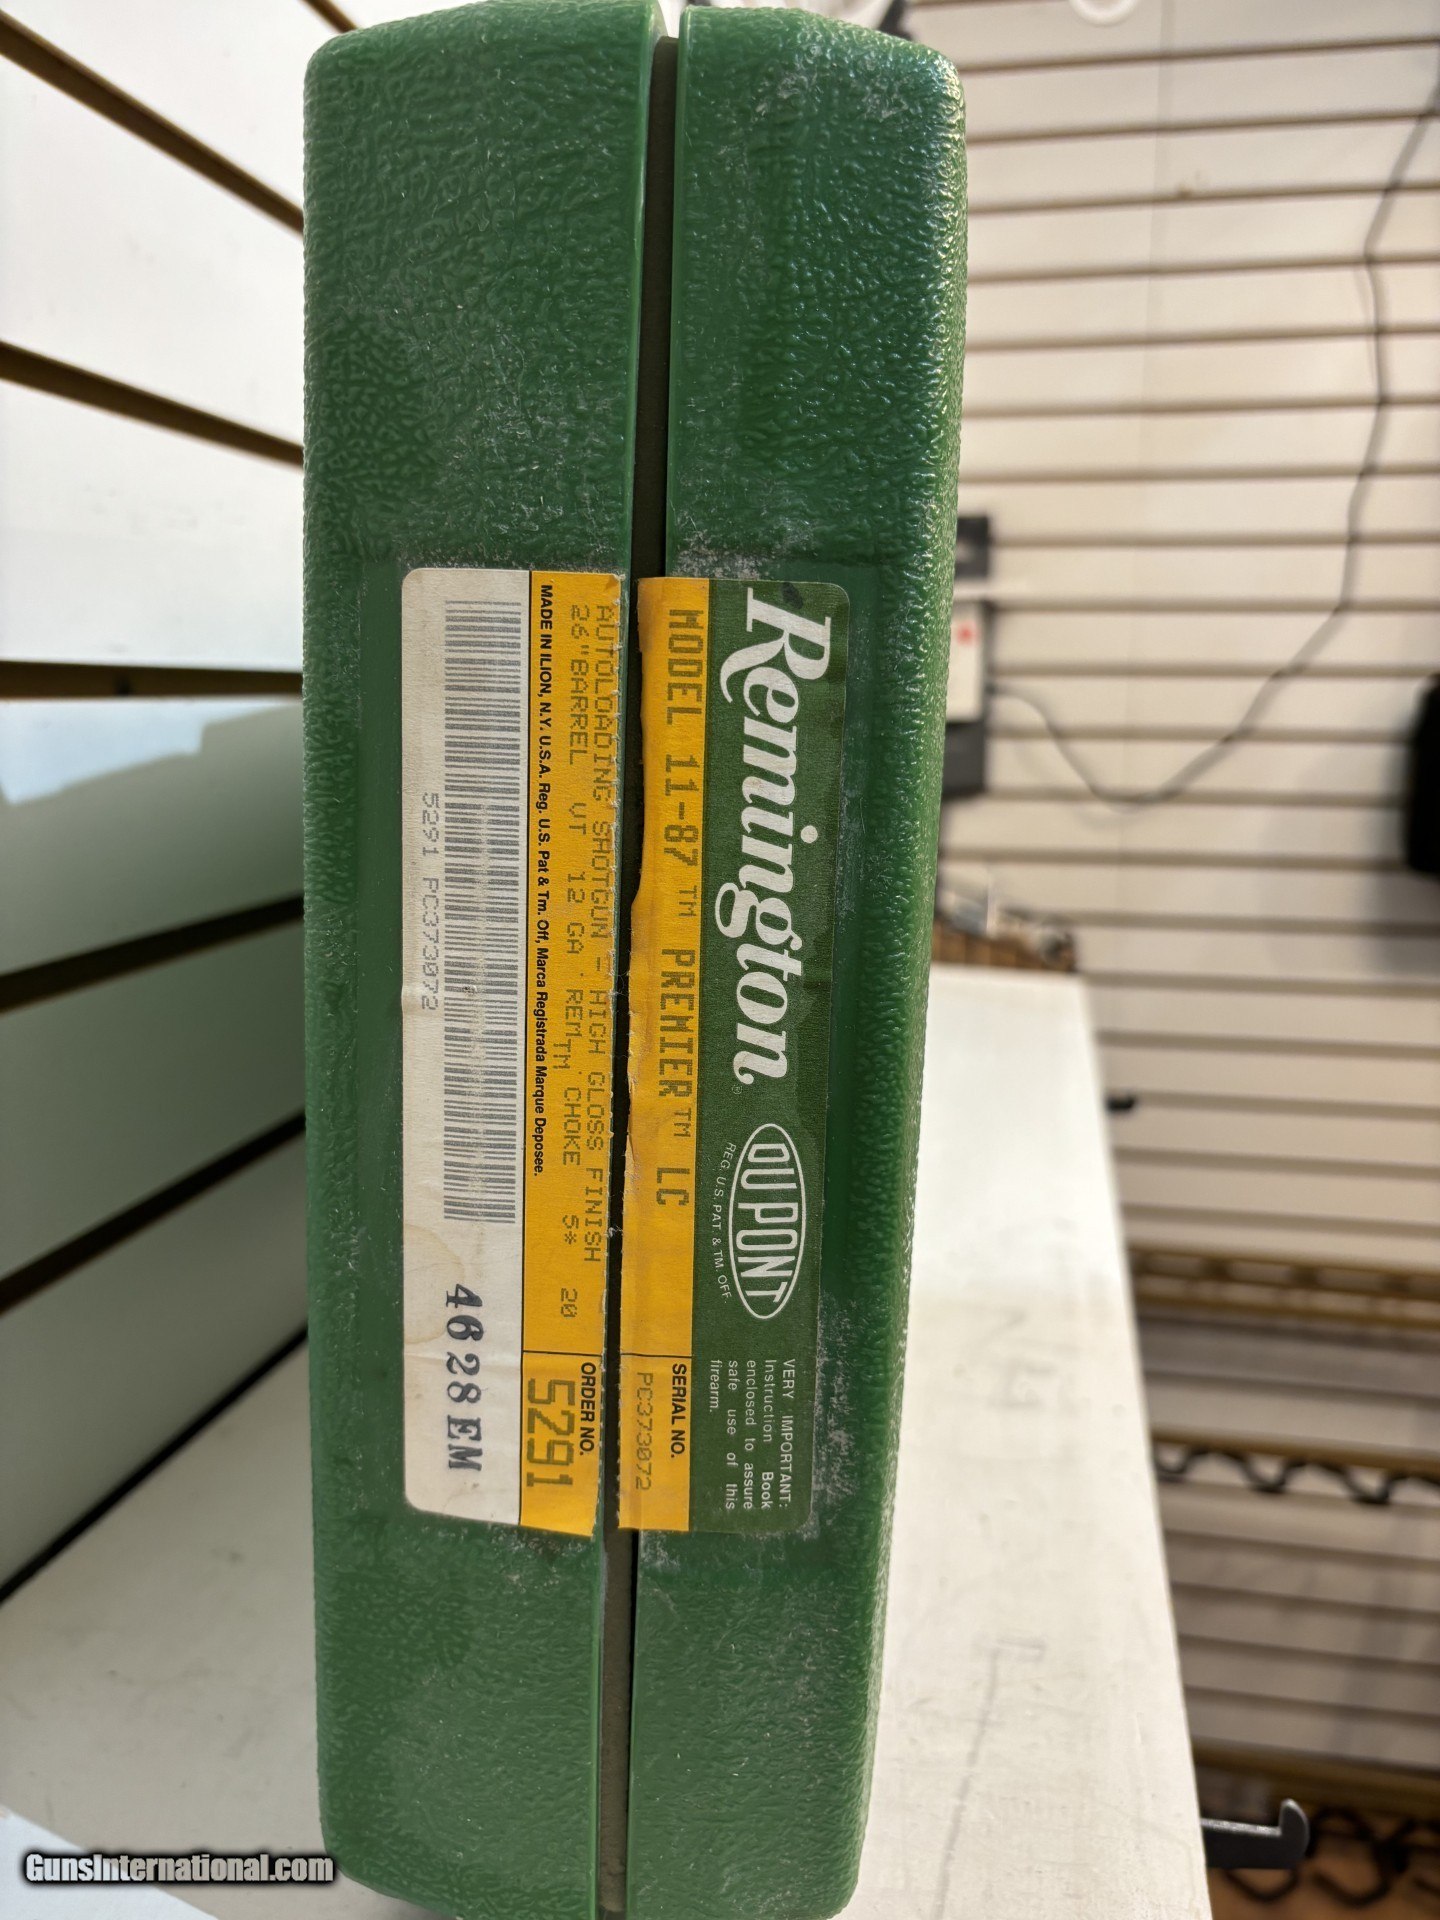 Remington®
DUPONT
REG. U.S. PAT. & TM. OFF.
VERY IMPORTANT:
Instruction Book
enclosed to assure
safe use of this
firearm.
MODEL 11-87 ™ PREMIER™ LC
SERIAL NO.
PC373072
AUTOLOADING SHOTGUN - HIGH GLOSS FINISH
26"BARREL VT 12 GA. REM™ CHOKE 5* 20
ORDER NO.
5291
MADE IN ILION, N.Y. U.S.A. Reg. U.S. Pat & Tm. Off, Marca Registrada Marque Deposee.
5291 PC373072
4628EM
GunsInternational.com